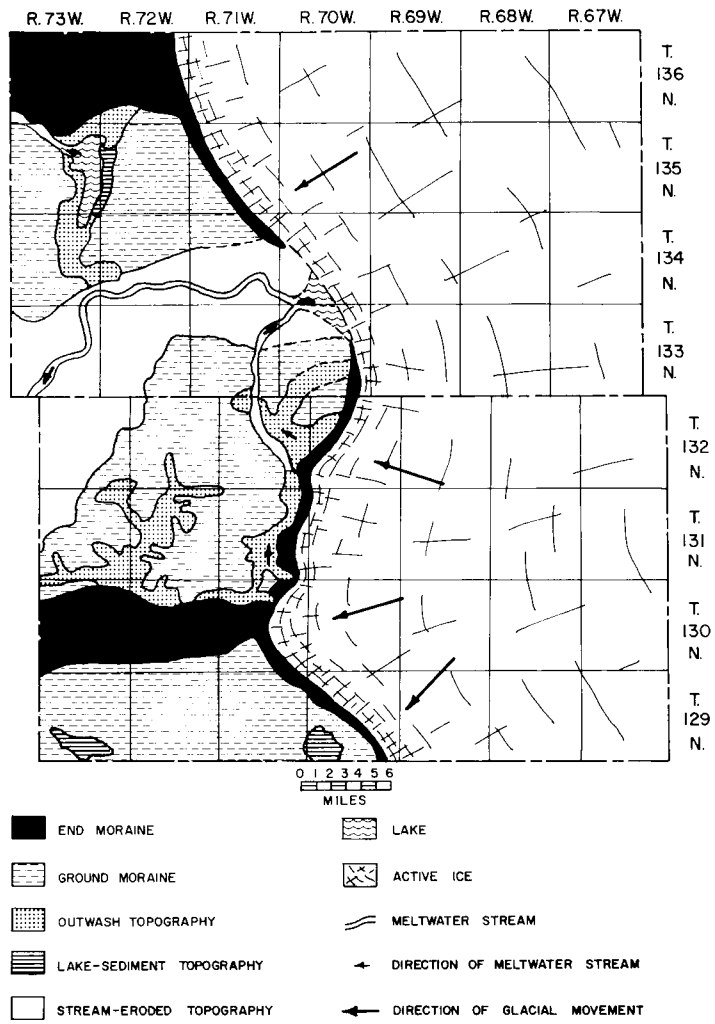 R.73W. R.72W. R.71W. R.70W. R.69W. R.68W. R.67W.
T.
136
N.
T.
135
N.
T.
134
N.
T.
133
N.
T.
132
N.
T.
131
N.
T.
130
N.
T.
129
N.
0 1 2 3 4 5 6
MILES
END MORAINE
GROUND MORAINE
OUTWASH TOPOGRAPHY
LAKE-SEDIMENT TOPOGRAPHY
STREAM-ERODED TOPOGRAPHY
LAKE
ACTIVE ICE
MELTWATER STREAM
DIRECTION OF MELTWATER STREAM
DIRECTION OF GLACIAL MOVEMENT